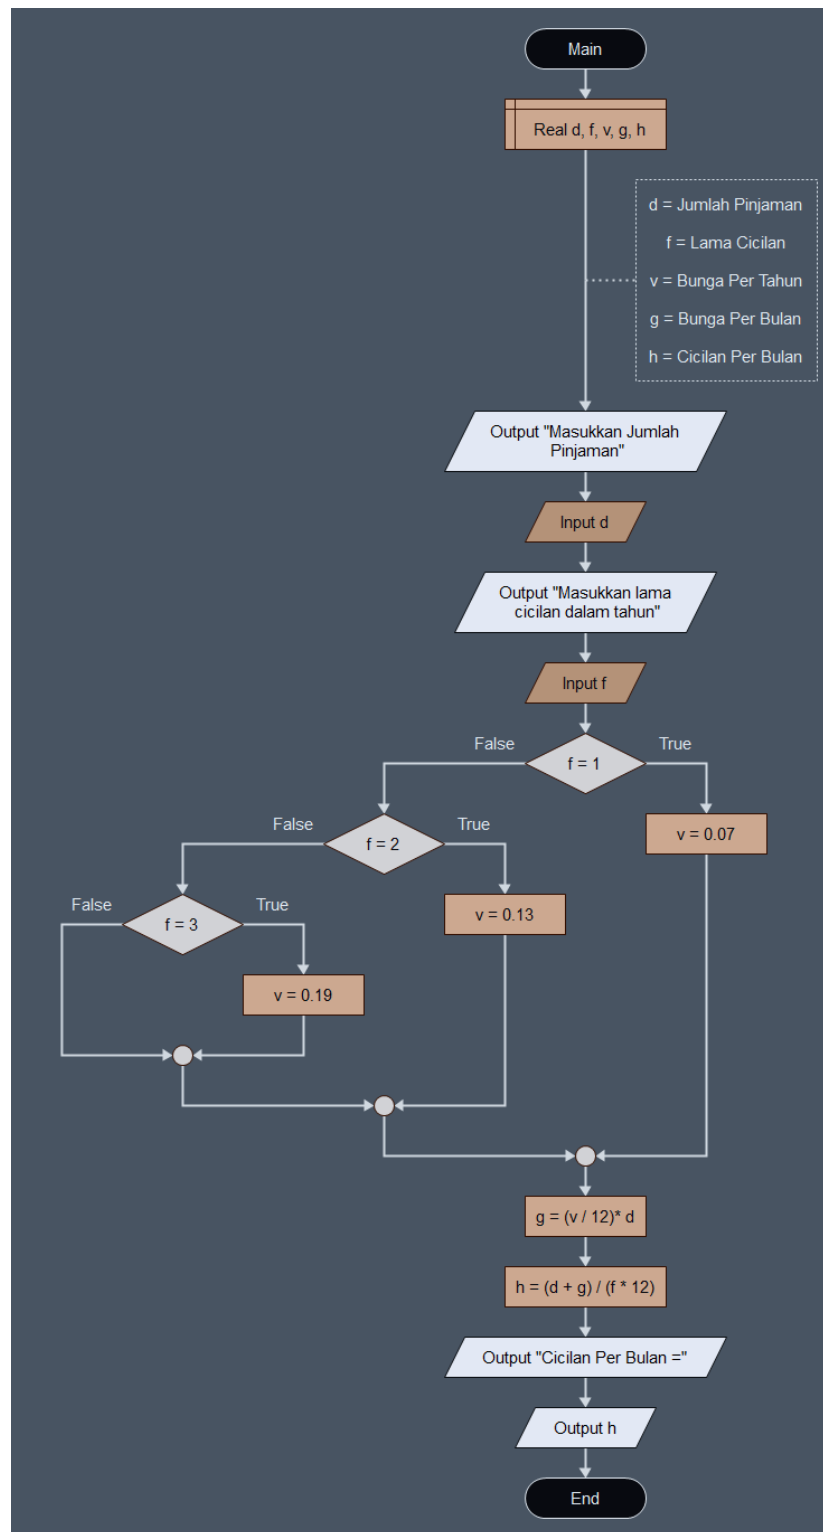 Main
Real d, f, v, g, h
d = Jumlah Pinjaman
f = Lama Cicilan
v = Bunga Per Tahun
g = Bunga Per Bulan
h = Cicilan Per Bulan
Output "Masukkan Jumlah
Pinjaman"
Input d
Output "Masukkan lama
cicilan dalam tahun"
Input f
False
True
f = 1
False
True
v = 0.07
f = 2
False
True
v = 0.13
f = 3
v = 0.19
g = (v / 12)* d
h = (d + g) / (f * 12)
Output "Cicilan Per Bulan ="
Output h
End